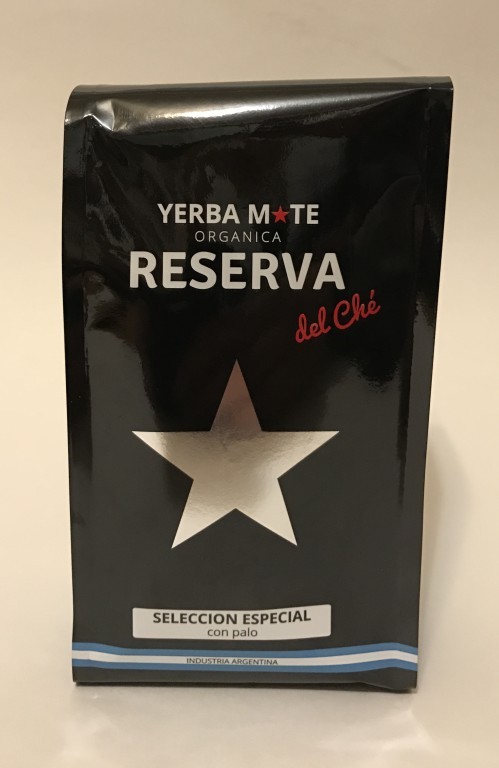 YERBA M★TE
ORGANICA
RESERVA
del Ché
SELECCION ESPECIAL
con palo
INDUSTRIA ARGENTINA